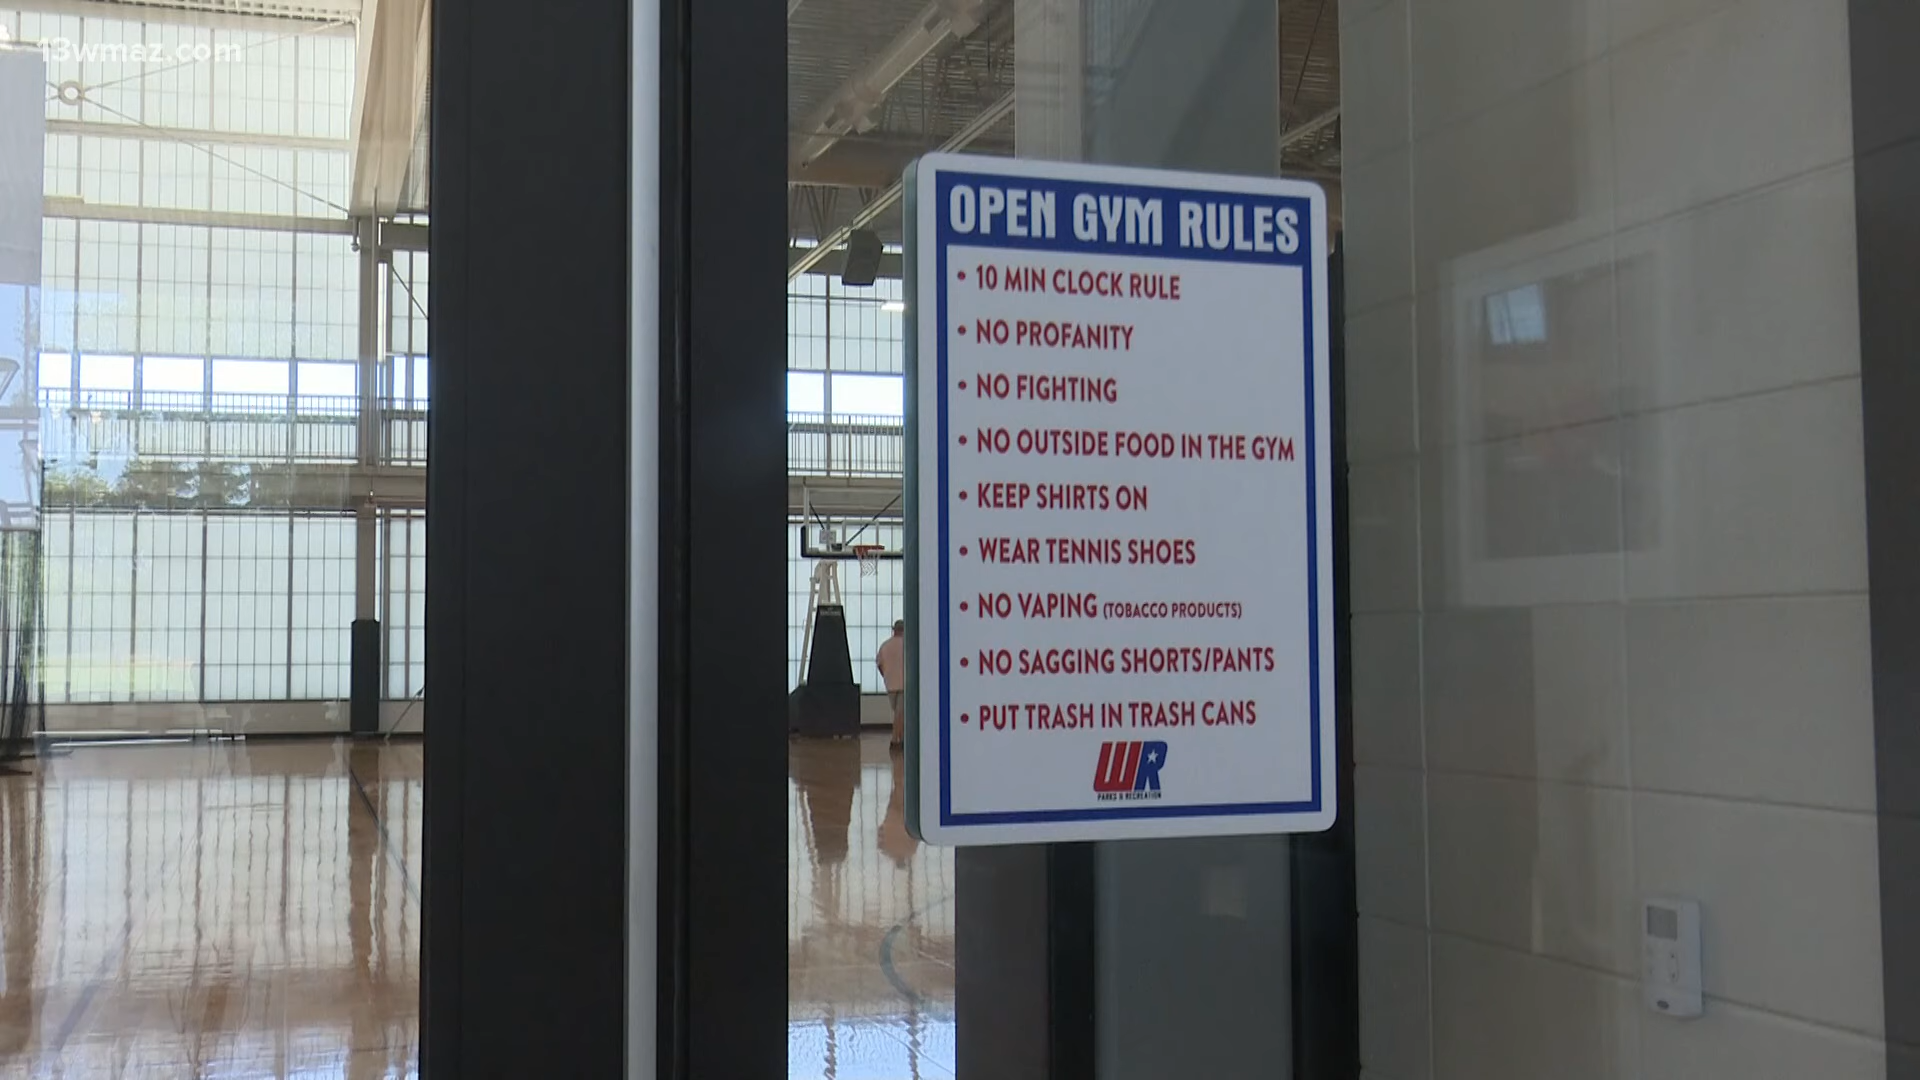 13wmaz.com
OPEN GYM RULES
• 10 MIN CLOCK RULE
• NO PROFANITY
• NO FIGHTING
• NO OUTSIDE FOOD IN THE GYM
• KEEP SHIRTS ON
• WEAR TENNIS SHOES
• NO VAPING (TOBACCO PRODUCTS)
• NO SAGGING SHORTS/PANTS
• PUT TRASH IN TRASH CANS
WR
PARKS & RECREATION